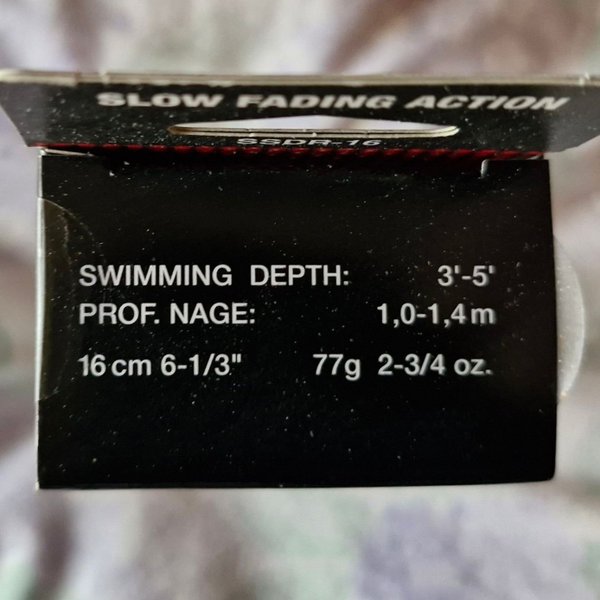 SLOW FADING ACTION
SSDR-16
SWIMMING DEPTH: 3'-5'
PROF. NAGE: 1,0-1,4 m
16 cm 6-1/3" 77g 2-3/4 oz.